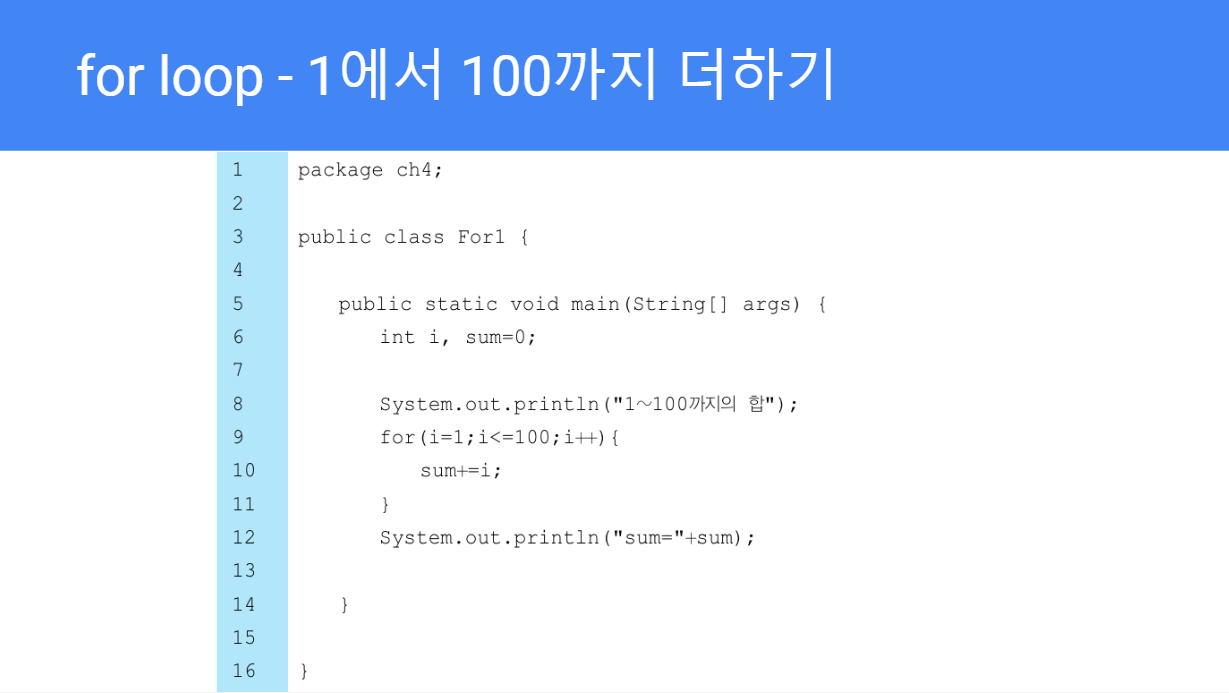 for loop - 1에서 100까지 더하기
1 package ch4;
2
3 public class For1 {
4
5 public static void main(String[] args) {
6 int i, sum=0;
7
8 System.out.println("1~100까지의 합");
9 for(i=1;i<=100;i++){
10 sum+=i;
11 }
12 System.out.println("sum="+sum);
13
14 }
15
16 }